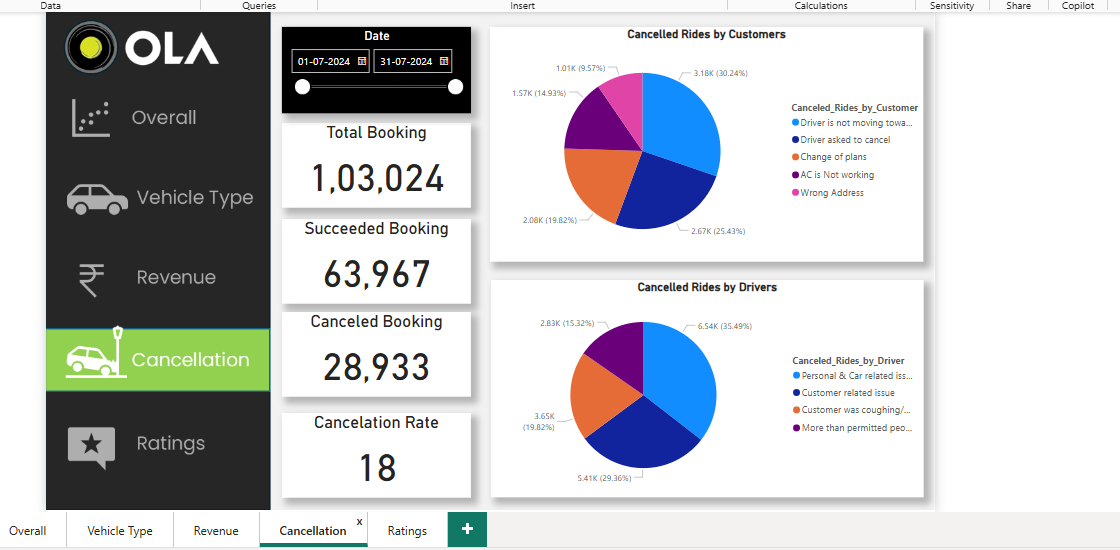 Data
Queries
Insert
Calculations
Sensitivity
Share
Copilot
OLA
Overall
Vehicle Type
Revenue
Cancellation
Ratings
Date
01-07-2024
31-07-2024
Total Booking
1,03,024
Succeeded Booking
63,967
Canceled Booking
28,933
Cancelation Rate
18
Cancelled Rides by Customers
1.01K (9.57%)
3.18K (30.24%)
1.57K (14.93%)
2.08K (19.82%)
2.67K (25.43%)
Canceled_Rides_by_Customer
Driver is not moving towa...
Driver asked to cancel
Change of plans
AC is Not working
Wrong Address
Cancelled Rides by Drivers
2.83K (15.32%)
6.54K (35.49%)
3.65K
(19.82%)
5.41K (29.36%)
Canceled_Rides_by_Driver
Personal & Car related iss...
Customer related issue
Customer was coughing/...
More than permitted peo...
Overall
Vehicle Type
Revenue
Cancellation
x
Ratings
+